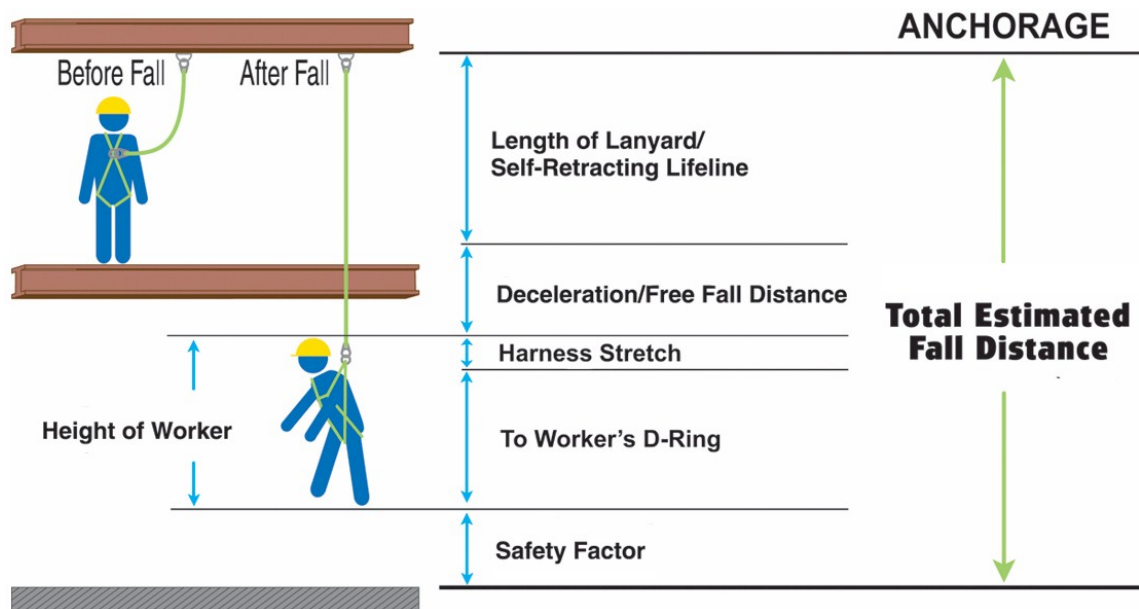 ANCHORAGE
Before Fall
After Fall
Length of Lanyard/
Self-Retracting Lifeline
Deceleration/Free Fall Distance
Total Estimated
Fall Distance
Harness Stretch
Height of Worker
To Worker's D-Ring
Safety Factor